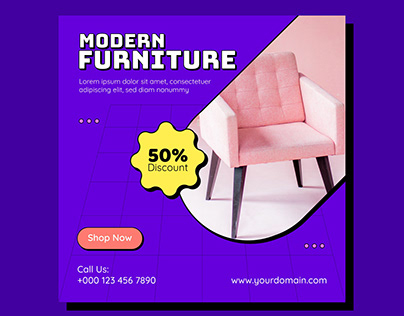 MODERN
FURNITURE
Lorem ipsum dolor sit amet, consectetuer
adipiscing elit, sed diam nonummy
50%
Discount
Shop Now
Call Us:
+000 123 456 7890
www.yourdomain.com